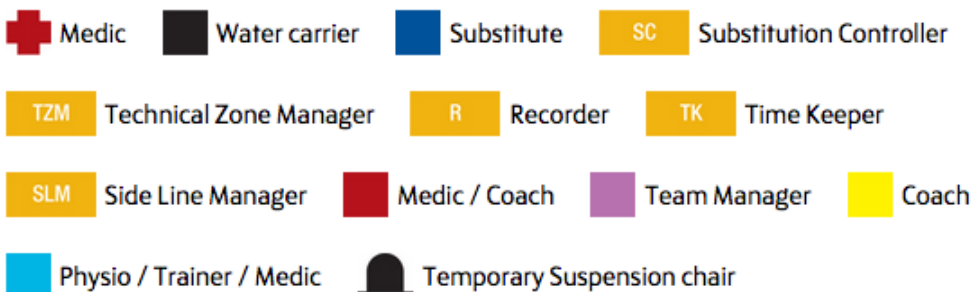 Medic Water carrier Substitute SC Substitution Controller
TZM Technical Zone Manager R Recorder TK Time Keeper
SLM Side Line Manager Medic / Coach Team Manager Coach
Physio / Trainer / Medic Temporary Suspension chair